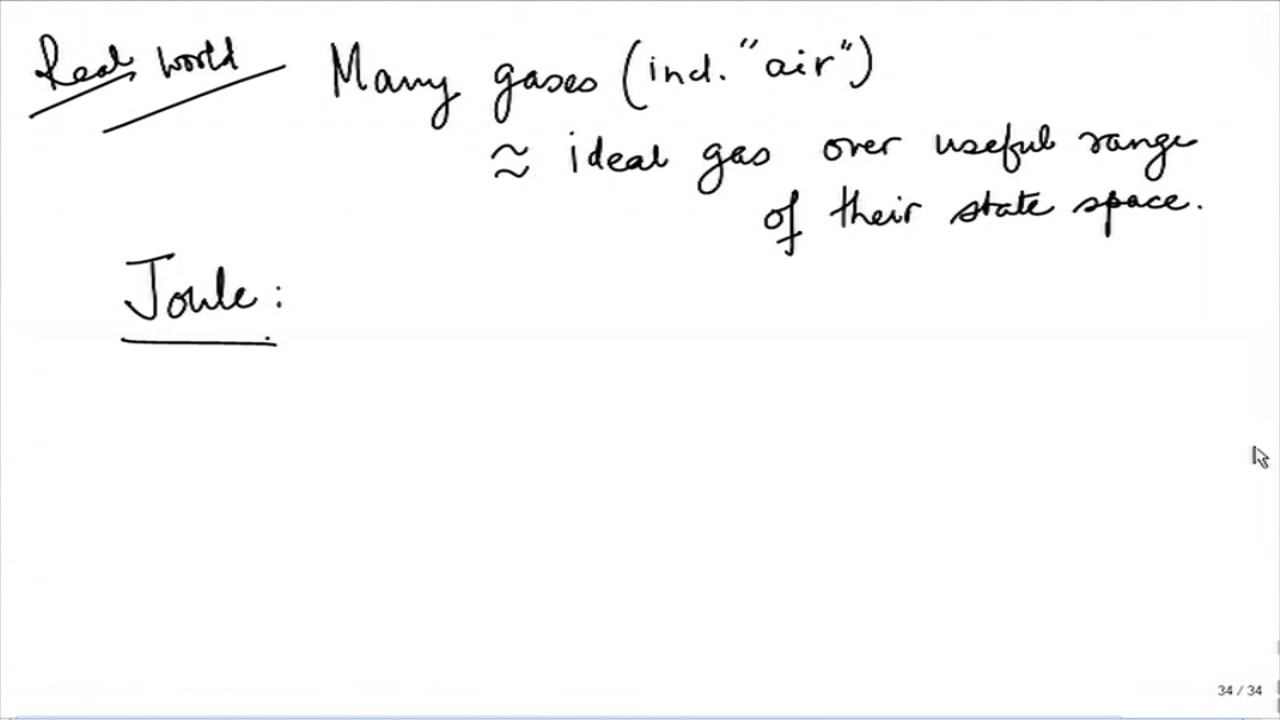 Real world Many gases (incl. "air")
≈ ideal gas over useful range
of their state space.
Joule:
34 / 34